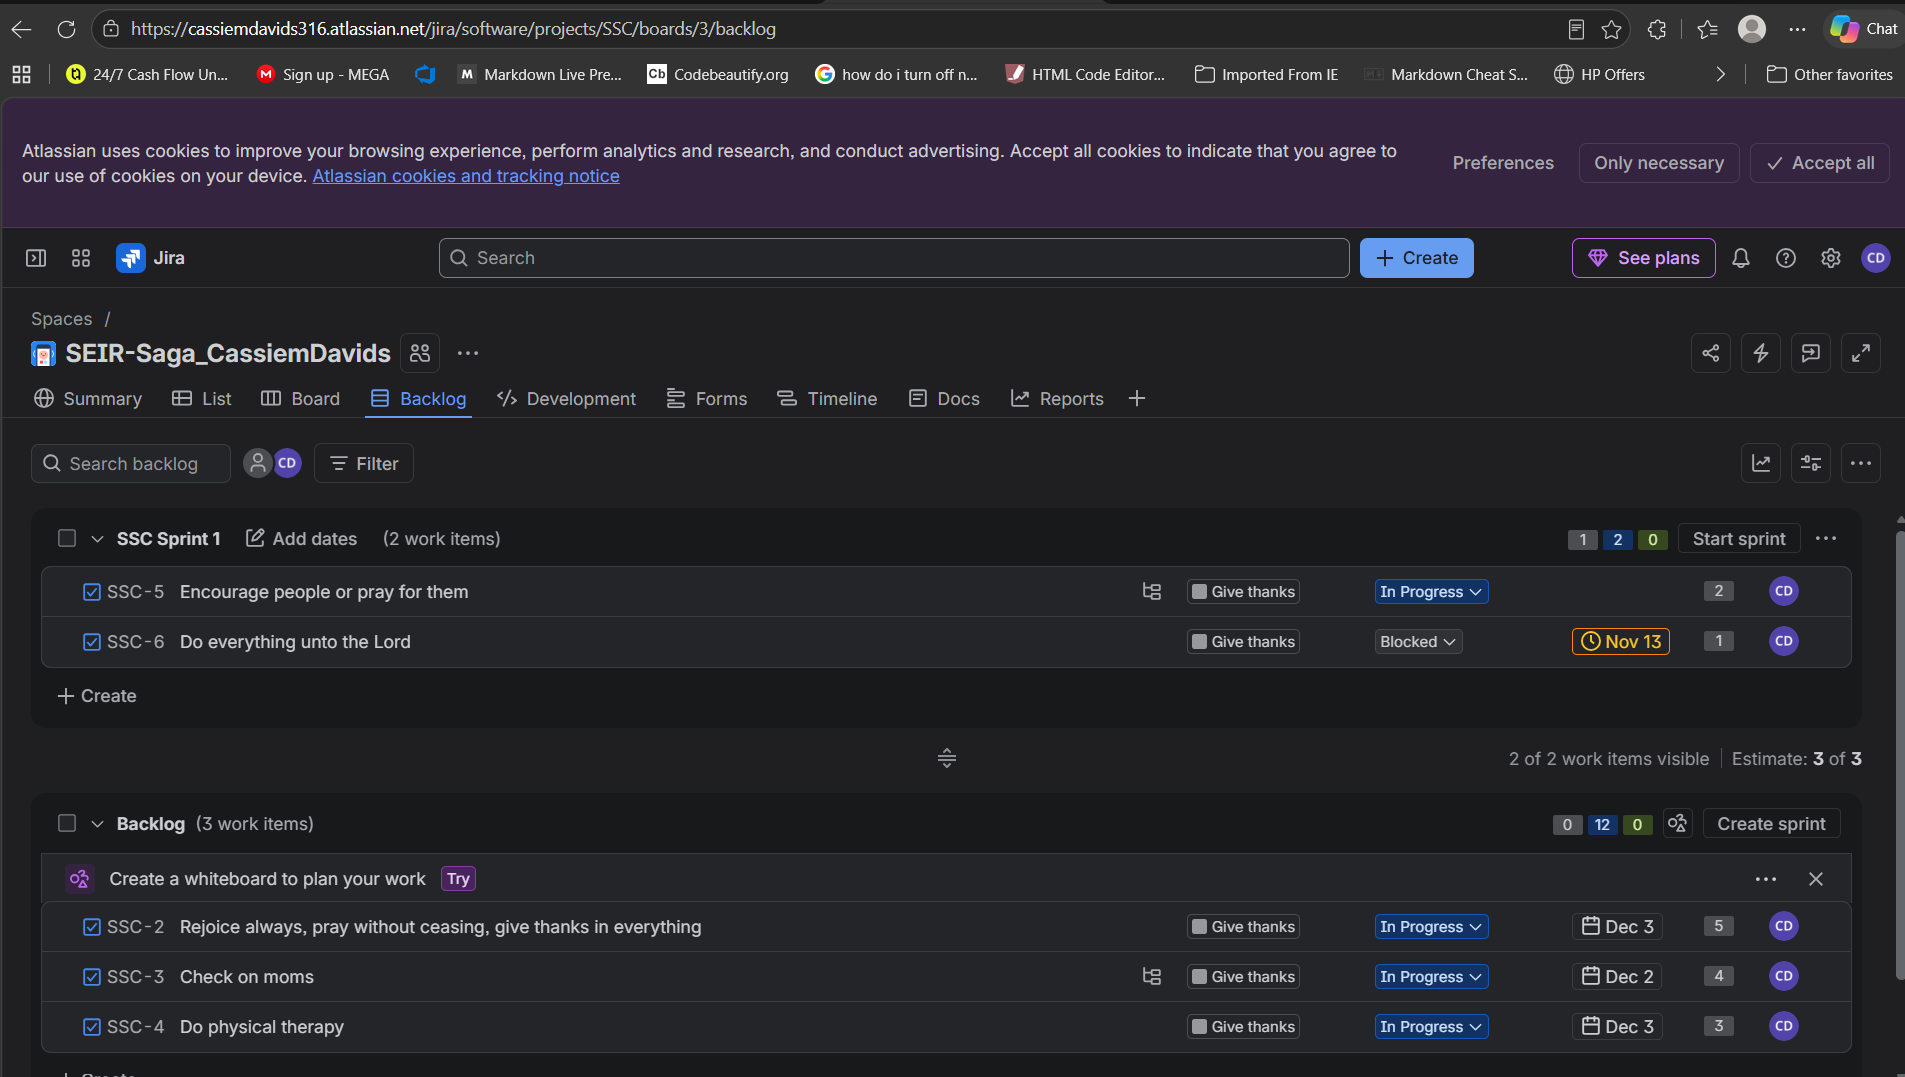 https://cassiemdavids316.atlassian.net/jira/software/projects/SSC/boards/3/backlog
Chat
24/7 Cash Flow Un...
Sign up - MEGA
Markdown Live Pre...
Codebeautify.org
how do i turn off n...
HTML Code Editor...
Imported From IE
Markdown Cheat S...
HP Offers
Other favorites
Atlassian uses cookies to improve your browsing experience, perform analytics and research, and conduct advertising. Accept all cookies to indicate that you agree to
our use of cookies on your device. Atlassian cookies and tracking notice
Preferences
Only necessary
Accept all
Jira
Search
Create
See plans
CD
Spaces /
SEIR-Saga_CassiemDavids
Summary
List
Board
Backlog
Development
Forms
Timeline
Docs
Reports
Search backlog
CD
Filter
SSC Sprint 1 Add dates (2 work items) 1 2 0 Start sprint
SSC-5 Encourage people or pray for them Give thanks In Progress 2 CD
SSC-6 Do everything unto the Lord Give thanks Blocked Nov 13 1 CD
Create
2 of 2 work items visible Estimate: 3 of 3
Backlog (3 work items) 0 12 0 Create sprint
Create a whiteboard to plan your work Try
SSC-2 Rejoice always, pray without ceasing, give thanks in everything Give thanks In Progress Dec 3 5 CD
SSC-3 Check on moms Give thanks In Progress Dec 2 4 CD
SSC-4 Do physical therapy Give thanks In Progress Dec 3 3 CD